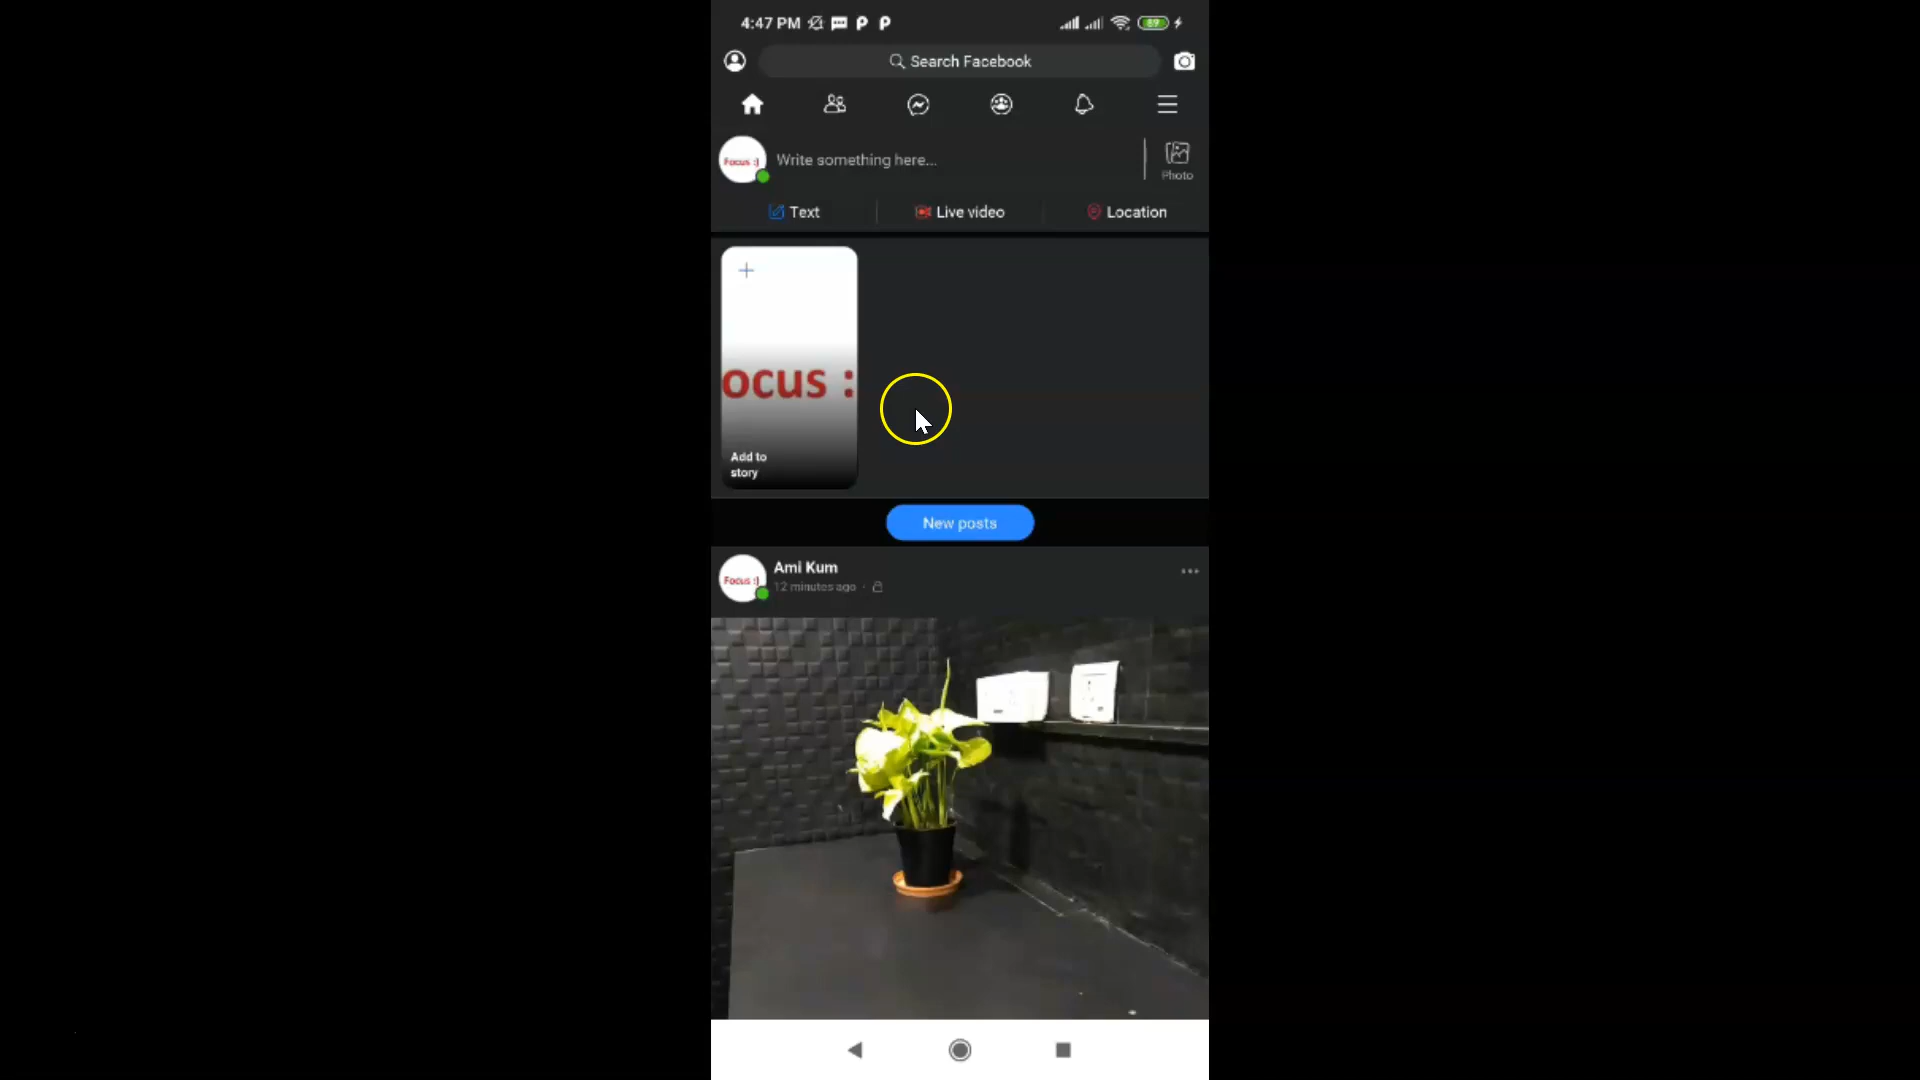 4:47 PM
89
Search Facebook
Focus :)
Write something here...
Photo
Text
Live video
Location
ocus :
Add to
story
New posts
Focus :)
Ami Kum
12 minutes ago